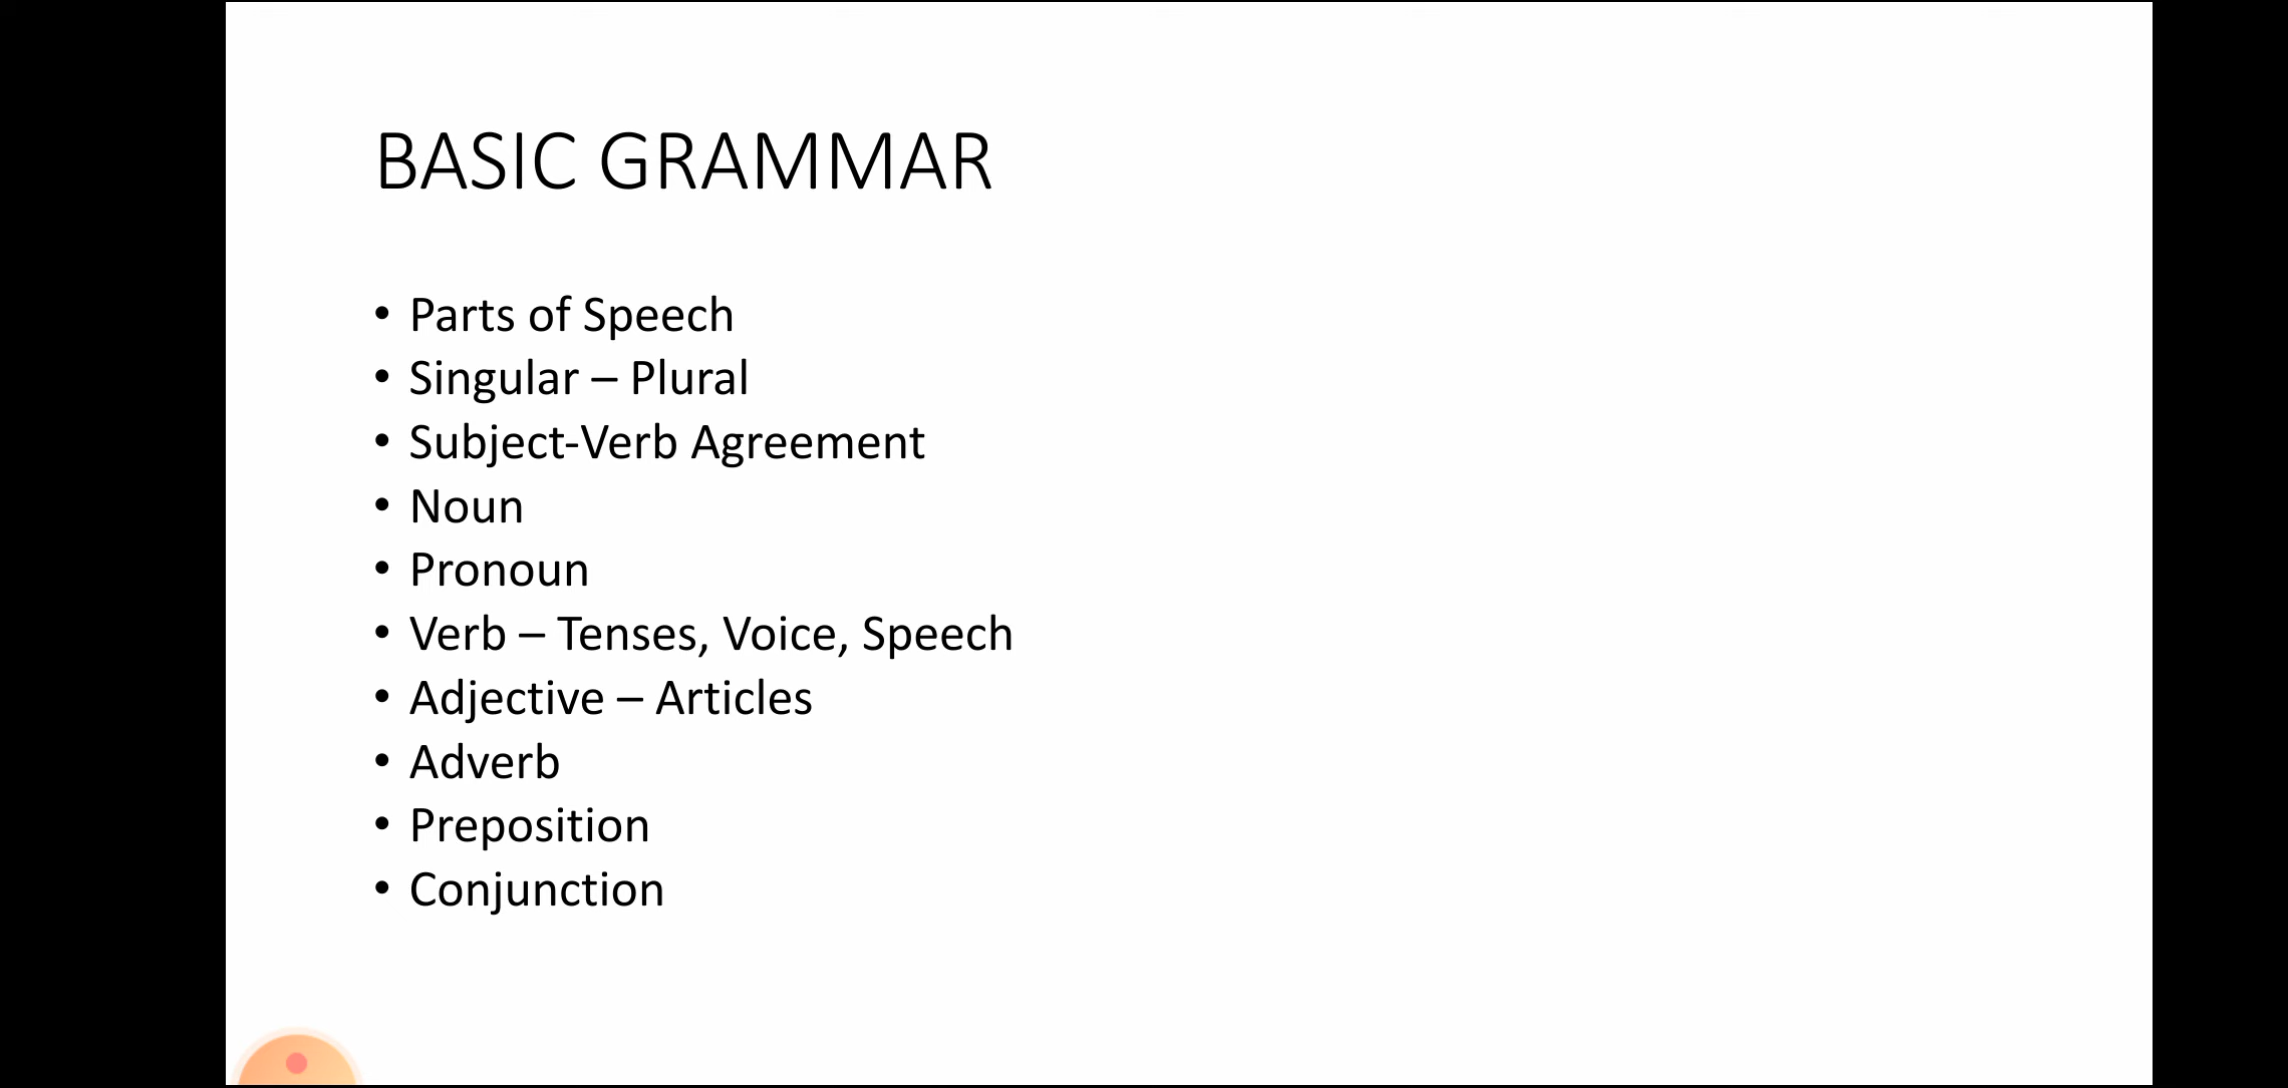 BASIC GRAMMAR
• Parts of Speech
• Singular – Plural
• Subject-Verb Agreement
• Noun
• Pronoun
• Verb – Tenses, Voice, Speech
• Adjective – Articles
• Adverb
• Preposition
• Conjunction